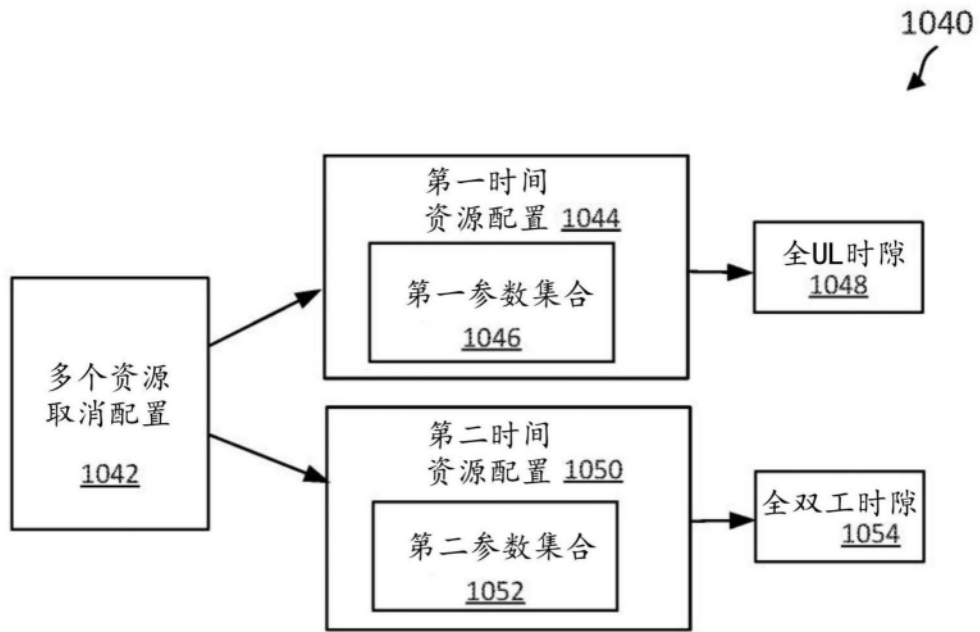 1040
第一时间
资源配置 1044
第一参数集合
1046
全UL时隙
1048
多个资源
取消配置
1042
第二时间
资源配置 1050
第二参数集合
1052
全双工时隙
1054